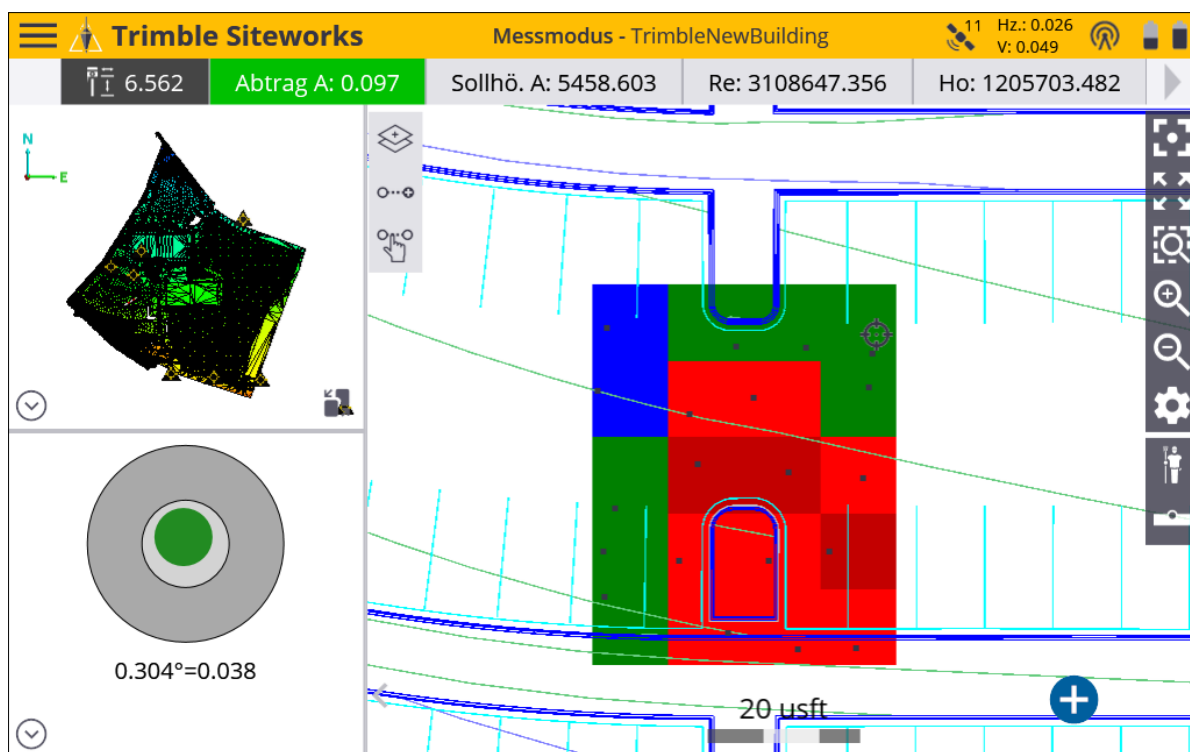 Trimble Siteworks
Messmodus - TrimbleNewBuilding
11
Hz.: 0.026
V: 0.049
6.562
Abtrag A: 0.097
Sollhö. A: 5458.603
Re: 3108647.356
Ho: 1205703.482
N
E
0.304°=0.038
20 usft